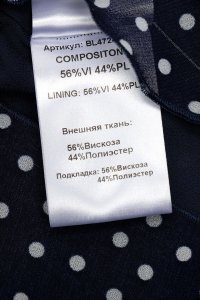 Артикул: BL472
COMPOSITON
56%VI 44%PL
LINING: 56%VI 44%PL
Внешняя ткань:
56%Вискоза
44%Полиэстер
Подкладка: 56%Вискоза
44%Полиэстер